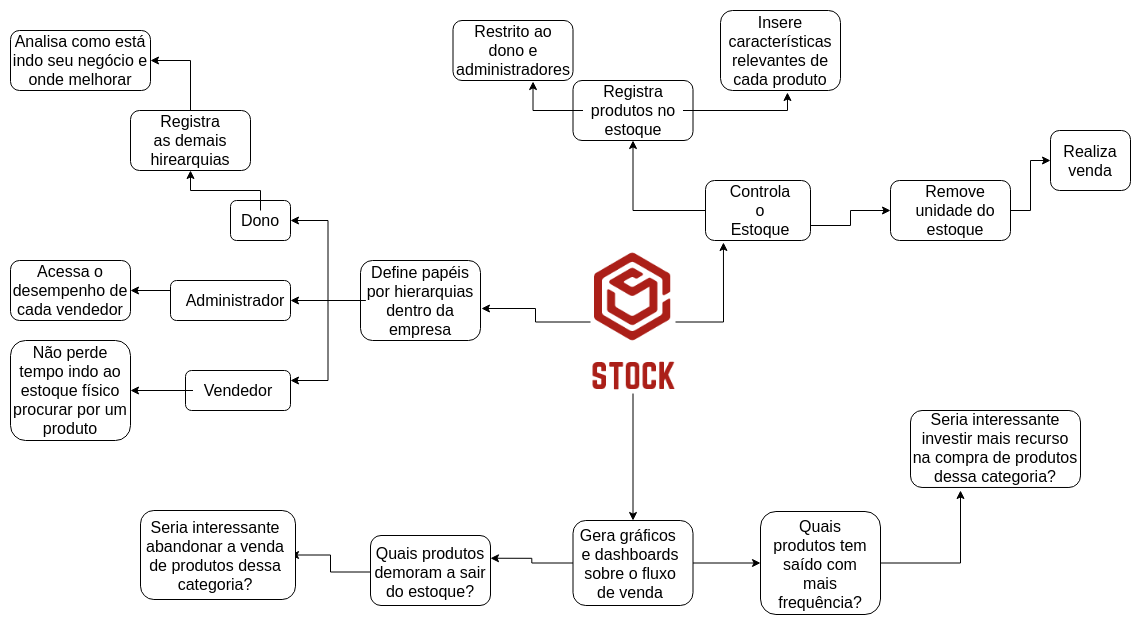 Analisa como está
indo seu negócio e
onde melhorar
Restrito ao
dono e
administradores
Insere
características
relevantes de
cada produto
Registra
as demais
hirearquias
Registra
produtos no
estoque
Realiza
venda
Dono
Controla
o
Estoque
Remove
unidade do
estoque
Acessa o
desempenho de
cada vendedor
Administrador
Define papéis
por hierarquias
dentro da
empresa
STOCK
Não perde
tempo indo ao
estoque físico
procurar por um
produto
Vendedor
Seria interessante
investir mais recurso
na compra de produtos
dessa categoria?
Seria interessante
abandonar a venda
de produtos dessa
categoria?
Quais produtos
demoram a sair
do estoque?
Gera gráficos
e dashboards
sobre o fluxo
de venda
Quais
produtos tem
saído com
mais
frequência?